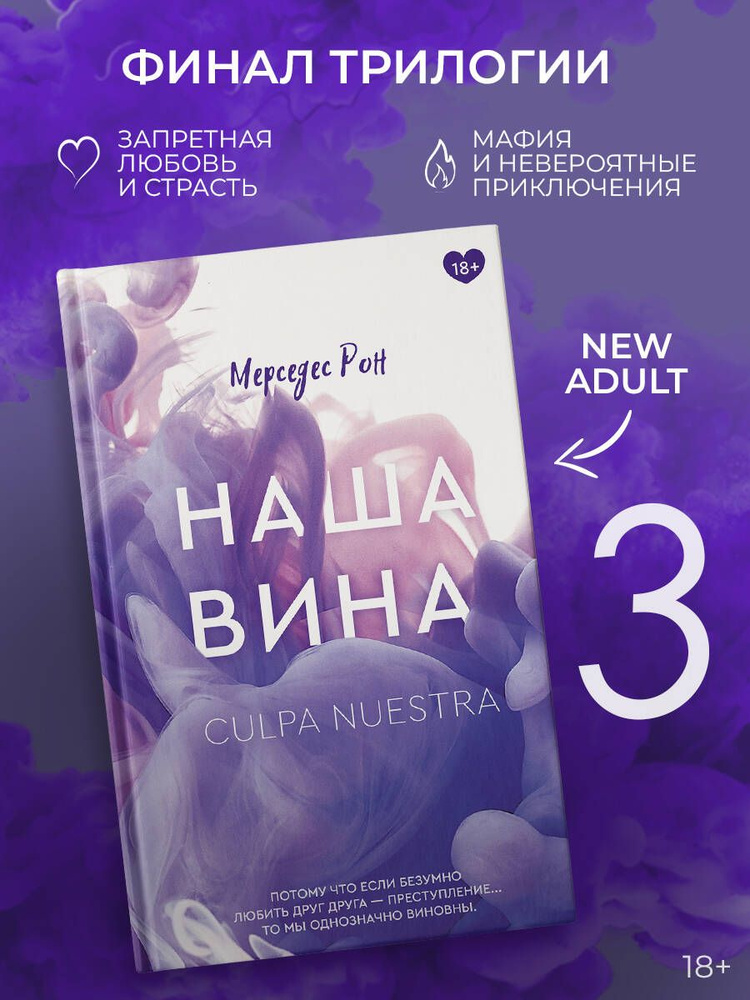 ФИНАЛ ТРИЛОГИИ
ЗАПРЕТНАЯ
ЛЮБОВЬ
И СТРАСТЬ
МАФИЯ
И НЕВЕРОЯТНЫЕ
ПРИКЛЮЧЕНИЯ
18+
Мерседес Рон
NEW
ADULT
НАША
ВИНА
3
CULPA NUESTRA
ПОТОМУ ЧТО ЕСЛИ БЕЗУМНО
ЛЮБИТЬ ДРУГ ДРУГА — ПРЕСТУПЛЕНИЕ...
ТО МЫ ОДНОЗНАЧНО ВИНОВНЫ.
18+